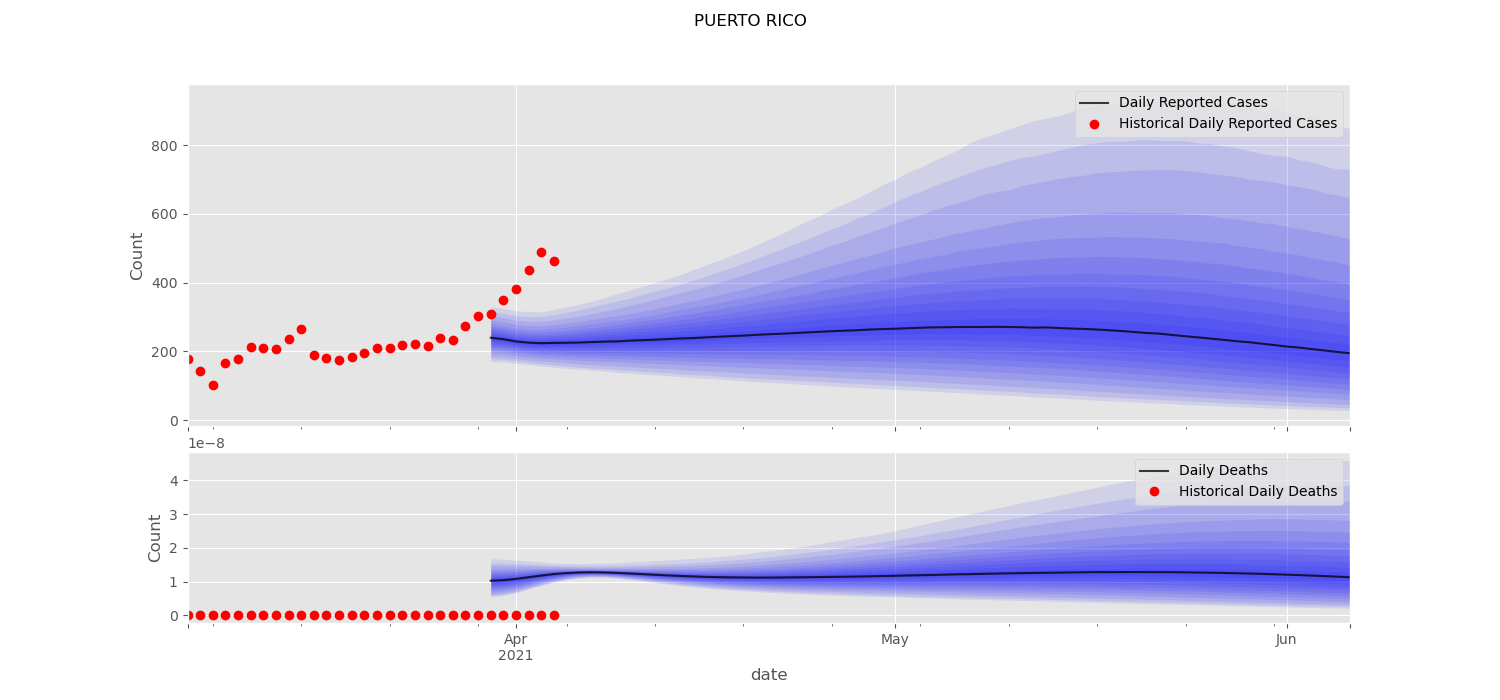 PUERTO RICO
Daily Reported Cases
Historical Daily Reported Cases
Count
800
600
400
200
0
1e−8
Daily Deaths
Historical Daily Deaths
Count
4
3
2
1
0
Apr
2021
May
Jun
date